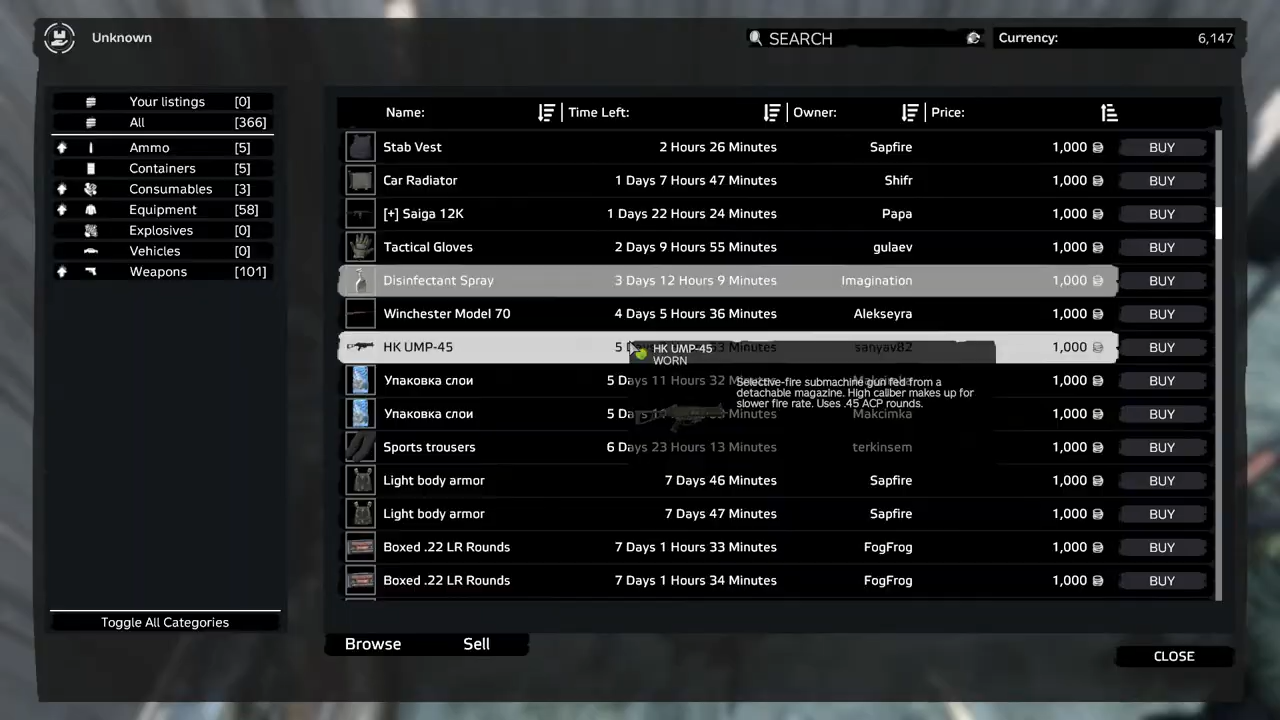 Unknown
SEARCH
Currency: 6,147
Your listings [0]
All [366]
Ammo [5]
Containers [5]
Consumables [3]
Equipment [58]
Explosives [0]
Vehicles [0]
Weapons [101]
Toggle All Categories
Name: Time Left: Owner: Price:
Stab Vest 2 Hours 26 Minutes Sapfire 1,000 BUY
Car Radiator 1 Days 7 Hours 47 Minutes Shifr 1,000 BUY
[+] Saiga 12K 1 Days 22 Hours 24 Minutes Papa 1,000 BUY
Tactical Gloves 2 Days 9 Hours 55 Minutes gulaev 1,000 BUY
Disinfectant Spray 3 Days 12 Hours 9 Minutes Imagination 1,000 BUY
Winchester Model 70 4 Days 5 Hours 36 Minutes Alekseyra 1,000 BUY
HK UMP-45 5 Minutes sanyav82 1,000 BUY
HK UMP-45
WORN
Selective-fire submachine gun fed from a
detachable magazine. High caliber makes up for
slower fire rate. Uses .45 ACP rounds.
Упаковка слои 5 Days 11 Hours 32 1,000 BUY
Упаковка слои 5 Days Makcimka 1,000 BUY
Sports trousers 6 Days 23 Hours 13 Minutes terkinsem 1,000 BUY
Light body armor 7 Days 46 Minutes Sapfire 1,000 BUY
Light body armor 7 Days 47 Minutes Sapfire 1,000 BUY
Boxed .22 LR Rounds 7 Days 1 Hours 33 Minutes FogFrog 1,000 BUY
Boxed .22 LR Rounds 7 Days 1 Hours 34 Minutes FogFrog 1,000 BUY
Browse Sell
CLOSE